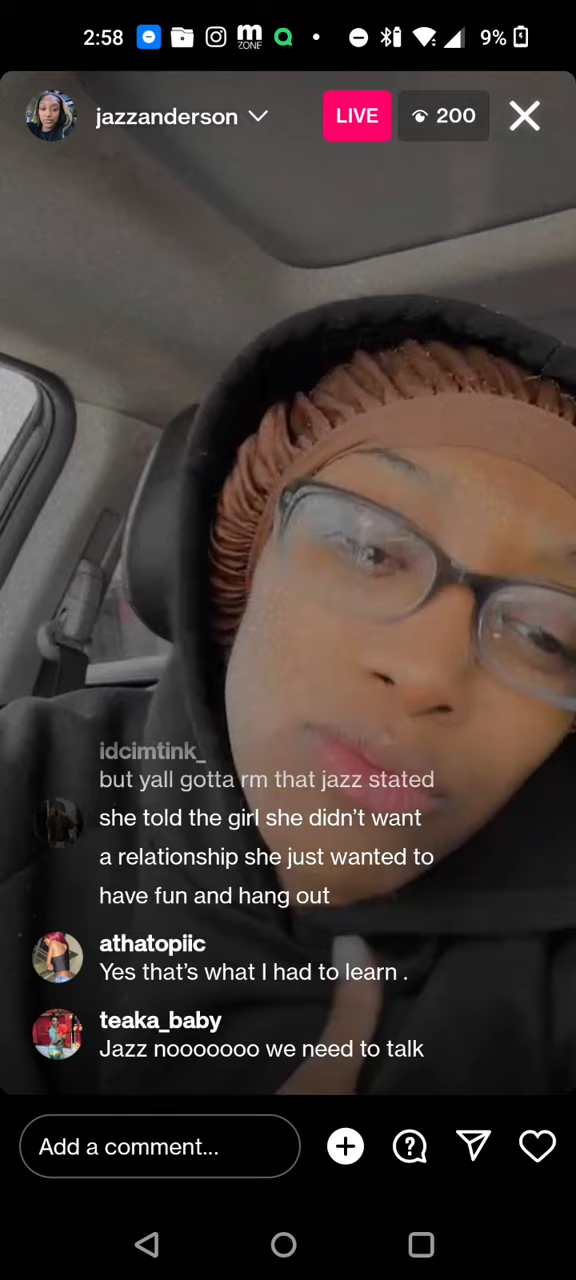 2:58
m
ZONE
9%
jazzanderson
LIVE
200
idcimtink_
but yall gotta rm that jazz stated
she told the girl she didn’t want
a relationship she just wanted to
have fun and hang out
athatopiic
Yes that’s what I had to learn .
teaka_baby
Jazz nooooooo we need to talk
Add a comment...